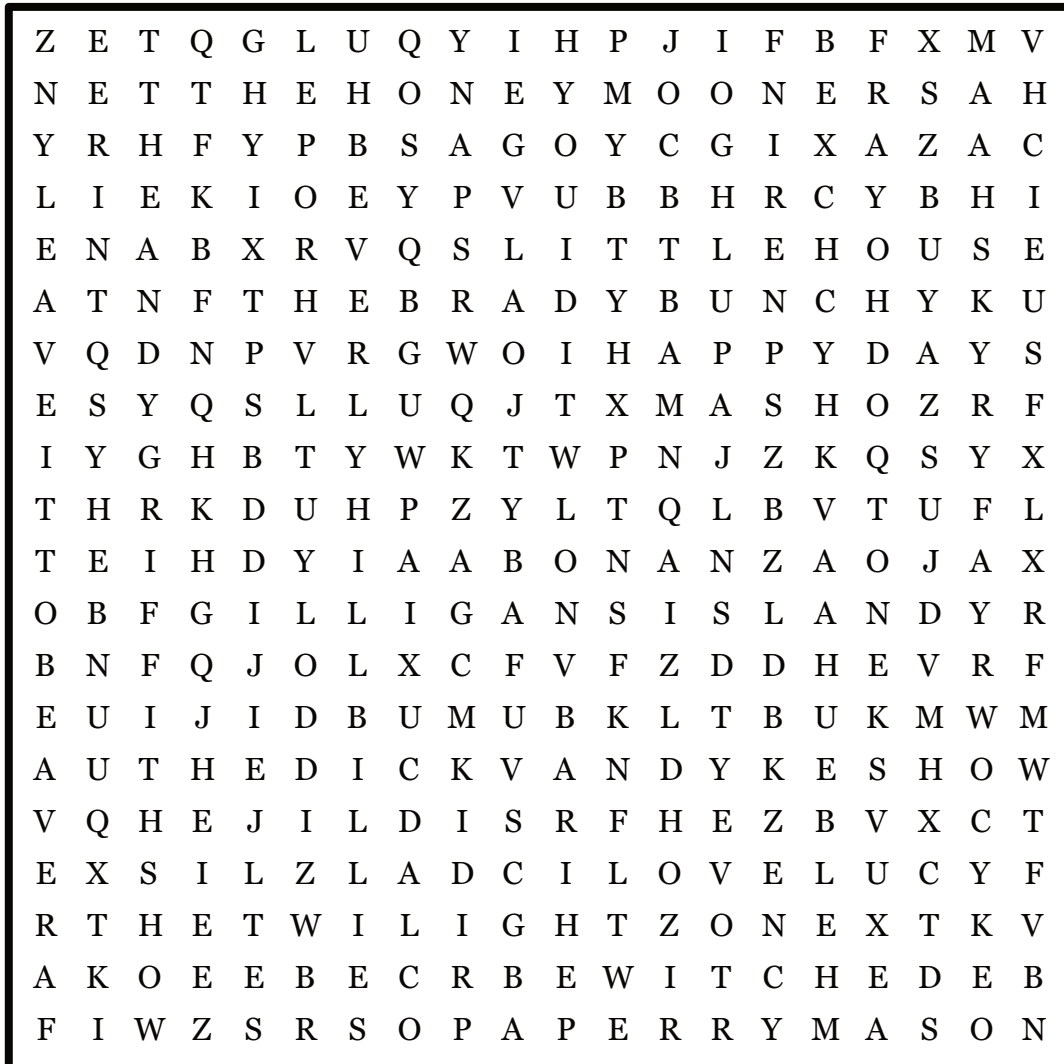 Z E T Q G L U Q Y I H P J I F B F X M V
N E T T H E H O N E Y M O O N E R S A H
Y R H F Y P B S A G O Y C G I X A Z A C
L I E K I O E Y P V U B B H R C Y B H I
E N A B X R V Q S L I T T L E H O U S E
A T N F T H E B R A D Y B U N C H Y K U
V Q D N P V R G W O I H A P P Y D A Y S
E S Y Q S L L U Q J T X M A S H O Z R F
I Y G H B T Y W K T W P N J Z K Q S Y X
T H R K D U H P Z Y L T Q L B V T U F L
T E I H D Y I A A B O N A N Z A O J A X
O B F G I L L I G A N S I S L A N D Y R
B N F Q J O L X C F V F Z D D H E V R F
E U I J I D B U M U B K L T B U K M W M
A U T H E D I C K V A N D Y K E S H O W
V Q H E J I L D I S R F H E Z B V X C T
E X S I L Z L A D C I L O V E L U C Y F
R T H E T W I L I G H T Z O N E X T K V
A K O E E B E C R B E W I T C H E D E B
F I W Z S R S O P A P E R R Y M A S O N